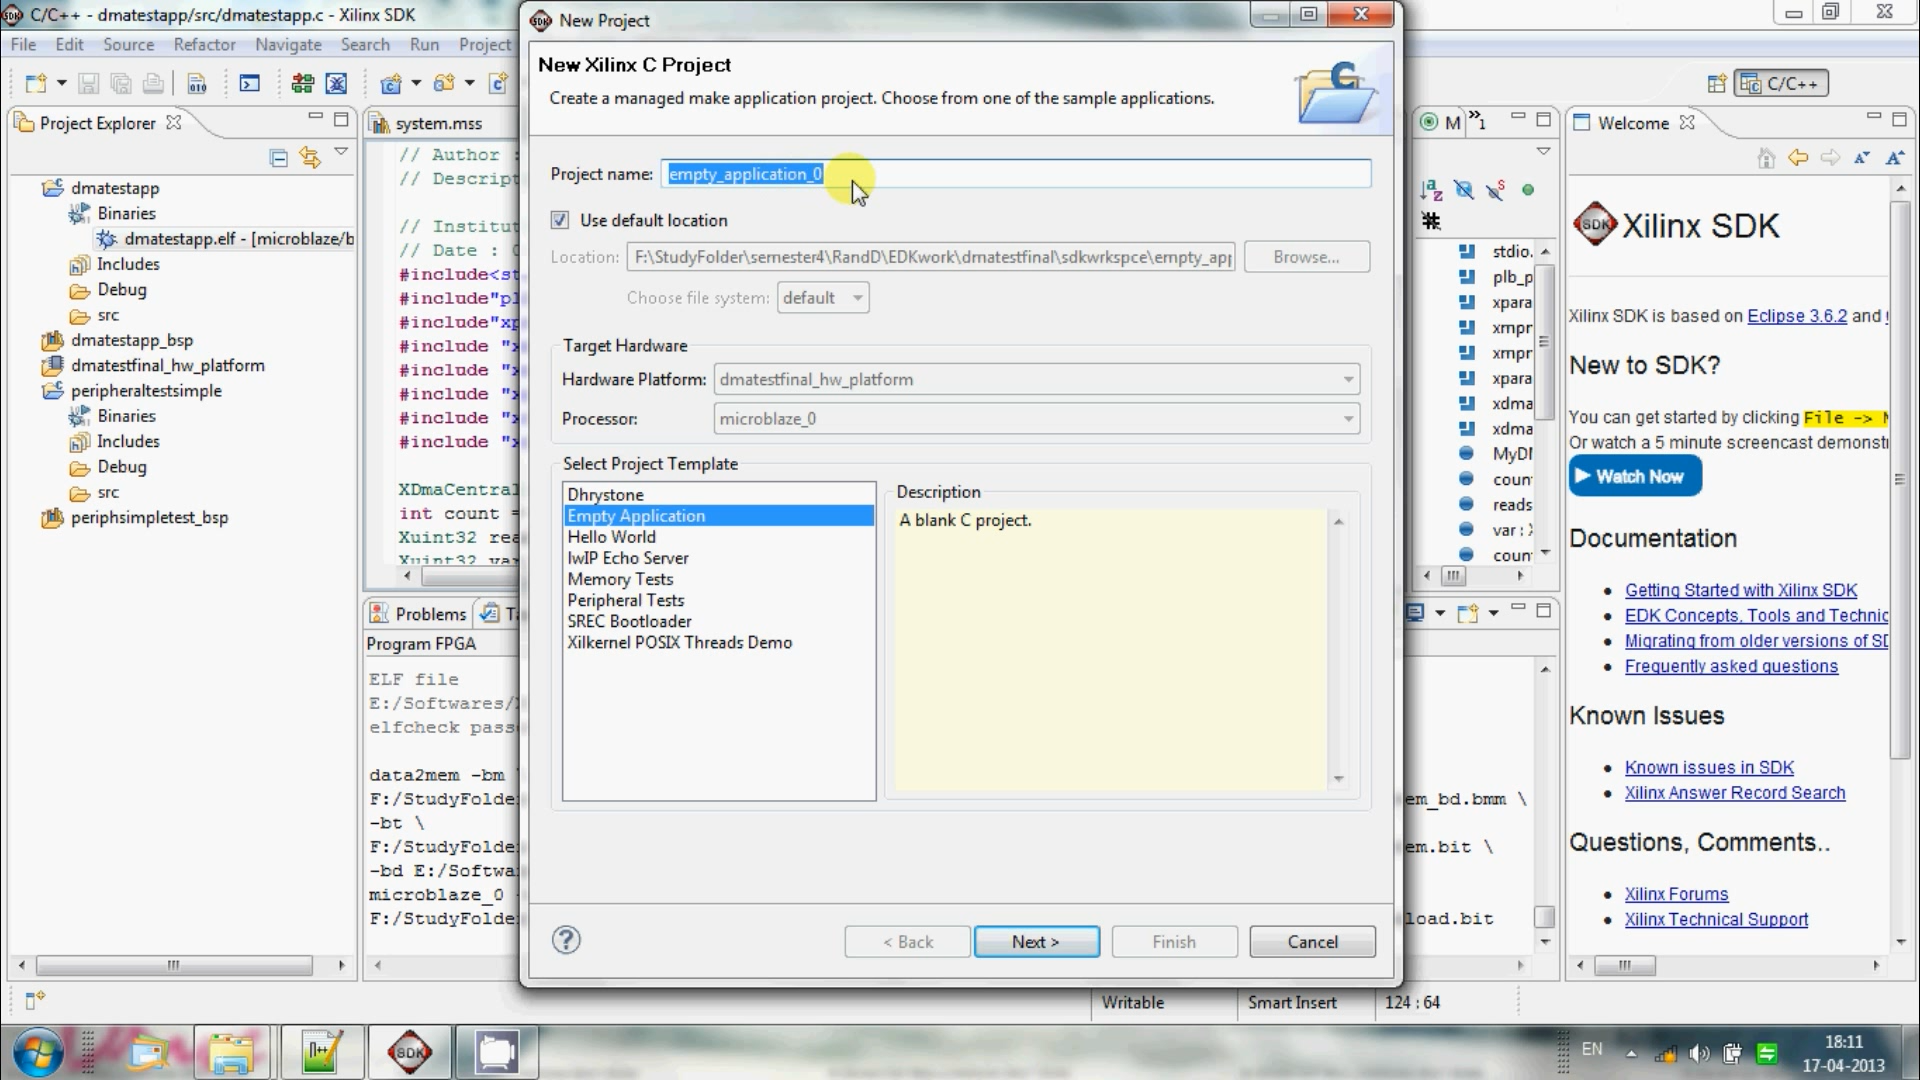 C/C++ - dmatestapp/src/dmatestapp.c - Xilinx SDK
File Edit Source Refactor Navigate Search Run Project
C/C++
Project Explorer
dmatestapp
Binaries
dmatestapp.elf - [microblaze/b
Includes
Debug
src
dmatestapp_bsp
dmatestfinal_hw_platform
peripheraltestsimple
Binaries
Includes
Debug
src
periphsimpletest_bsp
system.mss
// Author :
// Descript
// Institut
// Date :
#include<st
#include"pl
#include"xp
#include "x
#include "x
#include "x
#include "x
#include "x
XDmaCentral
int count =
Xuint32 rea
Xuint32 var
Problems
Program FPGA
ELF file
E:/Softwares/
elfcheck pass
data2mem -bm
F:/StudyFolde
em_bd.bmm \
-bt \
F:/StudyFolde
em.bit \
-bd E:/Softwa
microblaze_0
F:/StudyFolde
load.bit
New Project
New Xilinx C Project
Create a managed make application project. Choose from one of the sample applications.
Project name: empty_application_0
Use default location
Location: F:\StudyFolder\semester4\RandD\EDKwork\dmatestfinal\sdkwrkspce\empty_app
Browse...
Choose file system: default
Target Hardware
Hardware Platform: dmatestfinal_hw_platform
Processor: microblaze_0
Select Project Template
Dhrystone
Empty Application
Hello World
lwIP Echo Server
Memory Tests
Peripheral Tests
SREC Bootloader
Xilkernel POSIX Threads Demo
Description
A blank C project.
< Back
Next >
Finish
Cancel
M
stdio.
plb_p
xpara
xmpr
xmpr
xpara
xdma
xdma
MyDM
coun
reads
var :
coun
Welcome
Xilinx SDK
Xilinx SDK is based on Eclipse 3.6.2 and
New to SDK?
You can get started by clicking File ->
Or watch a 5 minute screencast demonst
Watch Now
Documentation
Getting Started with Xilinx SDK
EDK Concepts, Tools and Technic
Migrating from older versions of SD
Frequently asked questions
Known Issues
Known issues in SDK
Xilinx Answer Record Search
Questions, Comments..
Xilinx Forums
Xilinx Technical Support
Writable
Smart Insert
124 : 64
SDK
EN
18:11
17-04-2013